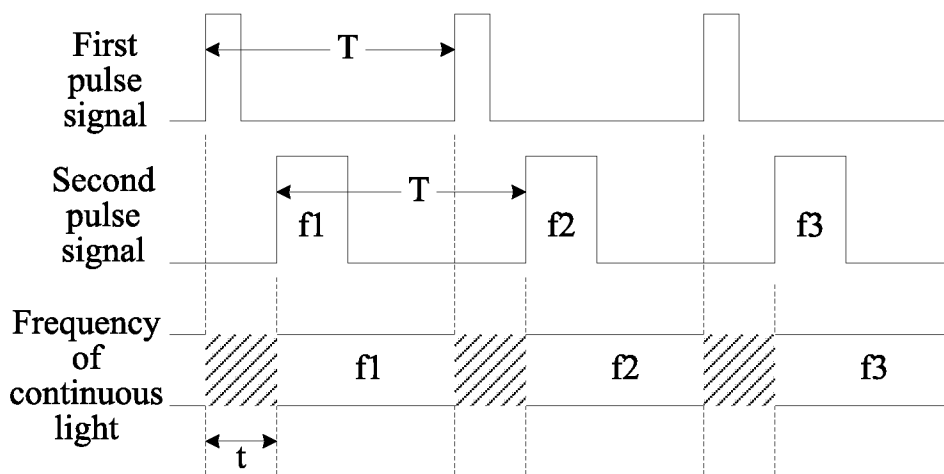 First
pulse
signal
T
Second
pulse
signal
T
f1
f2
f3
Frequency
of
continuous
light
f1
f2
f3
t